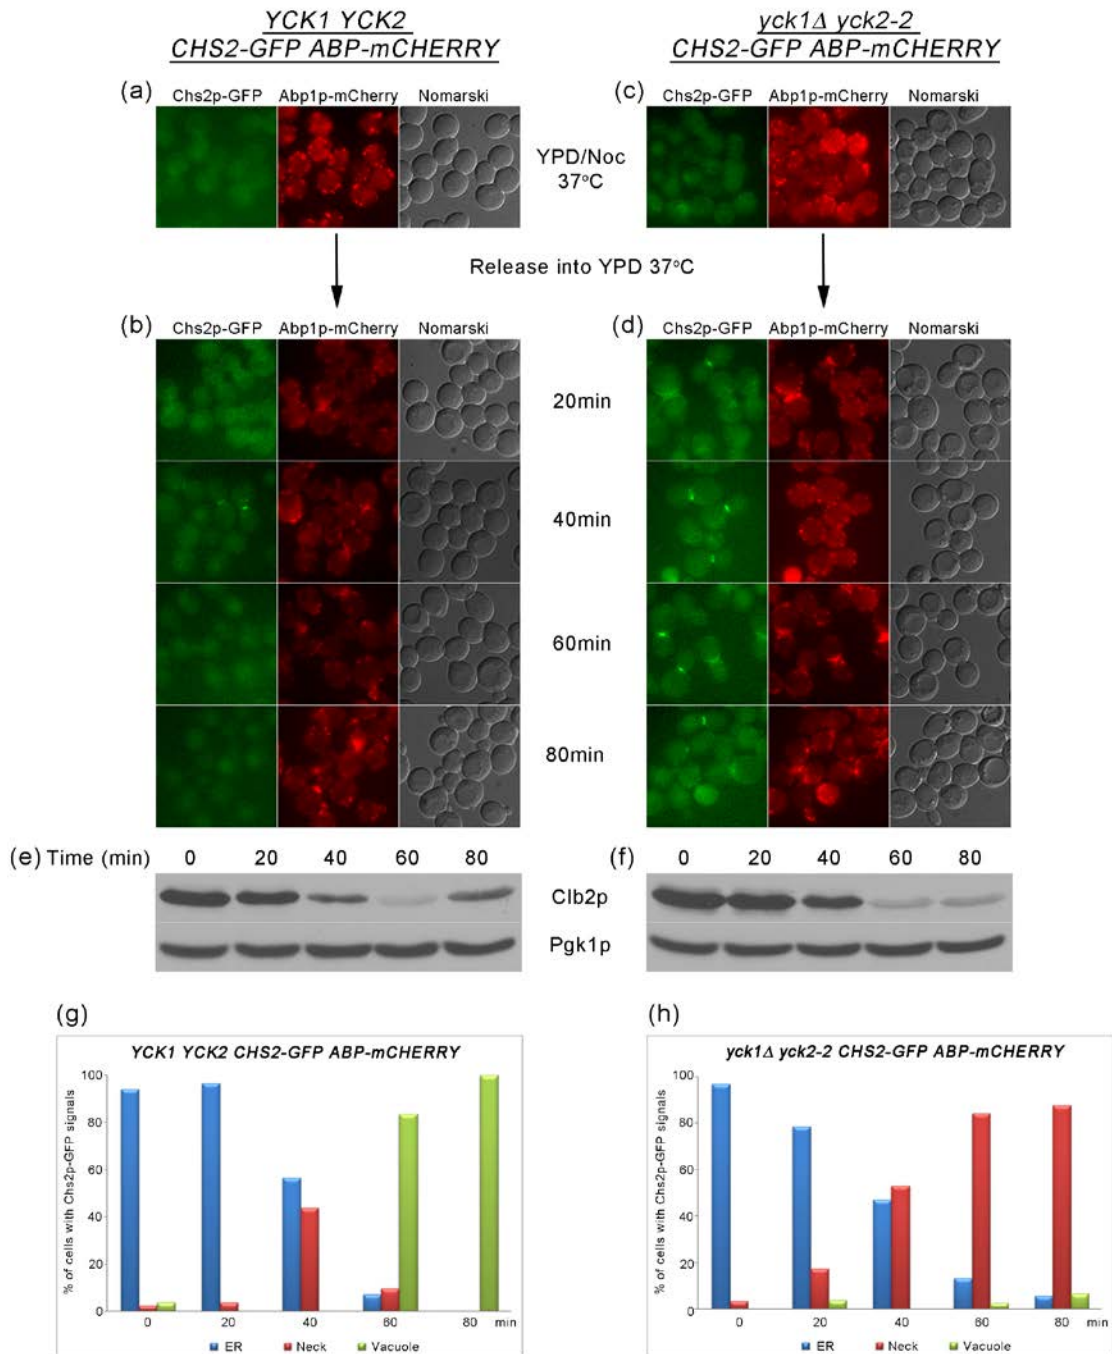 YCK1 YCK2
CHS2-GFP ABP-mCHERRY
yck1Δ yck2-2
CHS2-GFP ABP-mCHERRY
(a)
Chs2p-GFP Abp1p-mCherry Nomarski
(c)
Chs2p-GFP Abp1p-mCherry Nomarski
YPD/Noc
37°C
Release into YPD 37°C
(b)
Chs2p-GFP Abp1p-mCherry Nomarski
(d)
Chs2p-GFP Abp1p-mCherry Nomarski
20min
40min
60min
80min
(e) Time (min) 0 20 40 60 80
(f) 0 20 40 60 80
Clb2p
Pgk1p
(g)
YCK1 YCK2 CHS2-GFP ABP-mCHERRY
% of cells with Chs2p-GFP signals
100
80
60
40
20
0
0 20 40 60 80 min
ER Neck Vacuole
(h)
yck1Δ yck2-2 CHS2-GFP ABP-mCHERRY
% of cells with Chs2p-GFP signals
100
80
60
40
20
0
0 20 40 60 80 min
ER Neck Vacuole